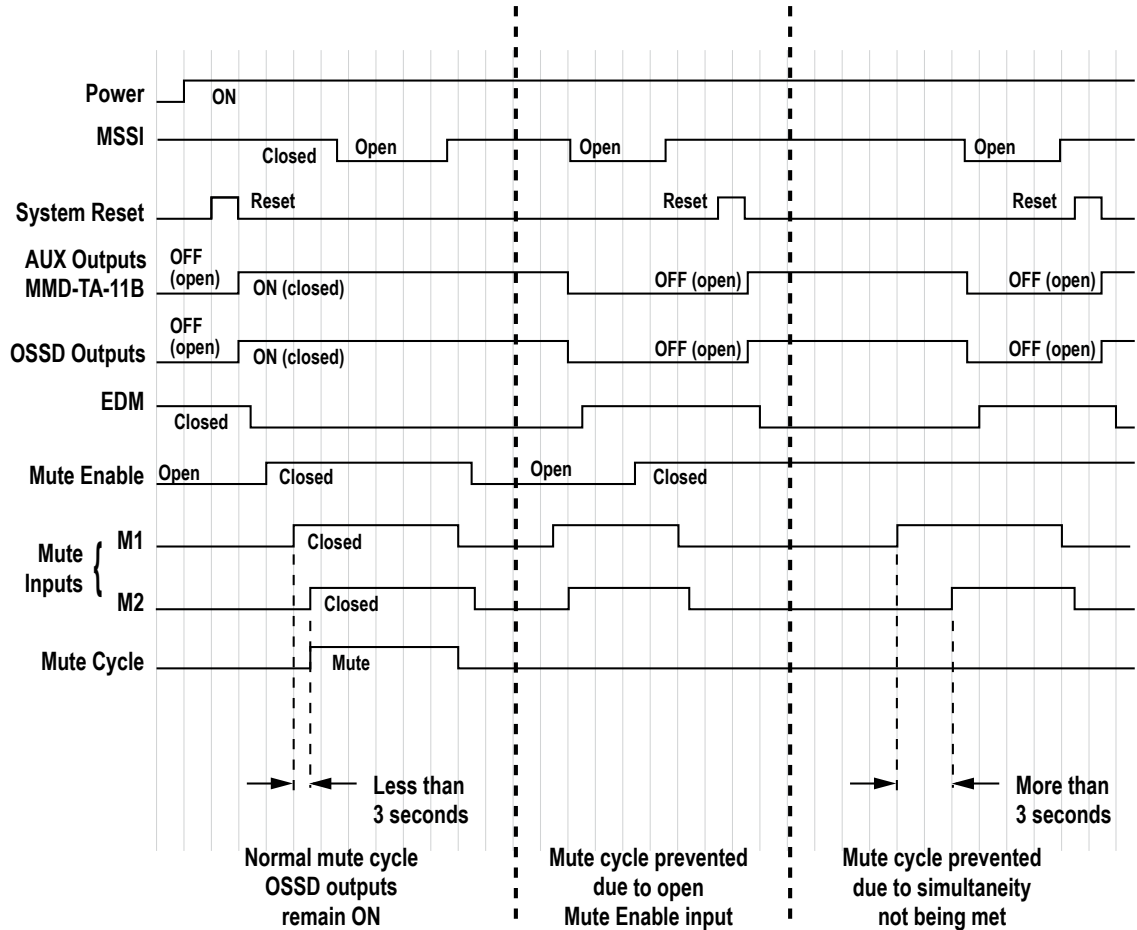 Power
ON
MSSI
Closed
Open
Open
Open
System Reset
Reset
Reset
Reset
AUX Outputs
MMD-TA-11B
OFF
(open)
ON (closed)
OFF (open)
OFF (open)
OSSD Outputs
OFF
(open)
ON (closed)
OFF (open)
OFF (open)
EDM
Closed
Mute Enable
Open
Closed
Open
Closed
Mute
Inputs
{
M1
Closed
M2
Closed
Mute Cycle
Mute
Less than
3 seconds
More than
3 seconds
Normal mute cycle
OSSD outputs
remain ON
Mute cycle prevented
due to open
Mute Enable input
Mute cycle prevented
due to simultaneity
not being met